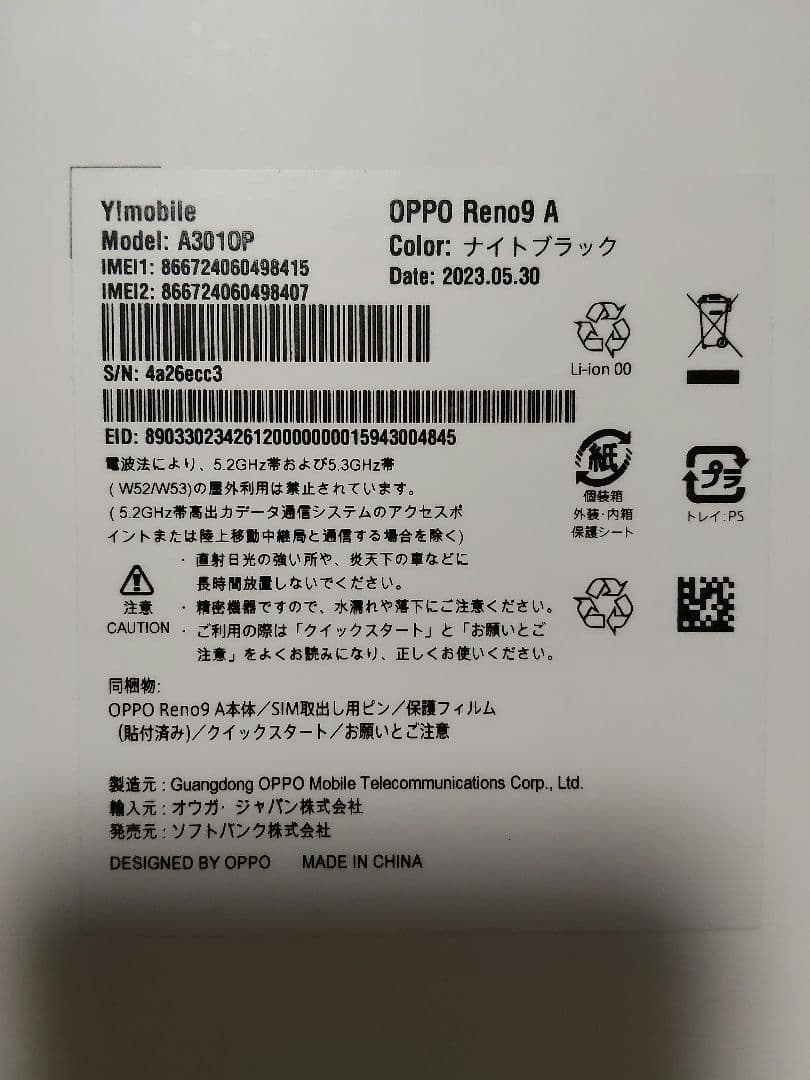 Y!mobile
Model: A301OP
IMEI1: 866724060498415
IMEI2: 866724060498407
OPPO Reno9 A
Color: ナイトブラック
Date: 2023.05.30
S/N: 4a26ecc3
EID: 89033023426120000000015943004845
Li-ion 00
電波法により、5.2GHz帯および5.3GHz帯
( W52/W53)の屋外利用は禁止されています。
( 5.2GHz帯高出力データ通信システムのアクセスポ
イントまたは陸上移動中継局と通信する場合を除く)
紙
個装箱
外装・内箱
保護シート
プラ
トレイ:PS
注意
CAUTION
・ 直射日光の強い所や、炎天下の車などに
長時間放置しないでください。
・ 精密機器ですので、水濡れや落下にご注意ください。
・ ご利用の際は「クイックスタート」と「お願いとご
注意」をよくお読みになり、正しくお使いください。
同梱物:
OPPO Reno9 A本体/SIM取出し用ピン/保護フィルム
(貼付済み)/クイックスタート/お願いとご注意
製造元 : Guangdong OPPO Mobile Telecommunications Corp., Ltd.
輸入元 : オウガ・ジャパン株式会社
発売元 : ソフトバンク株式会社
DESIGNED BY OPPO MADE IN CHINA